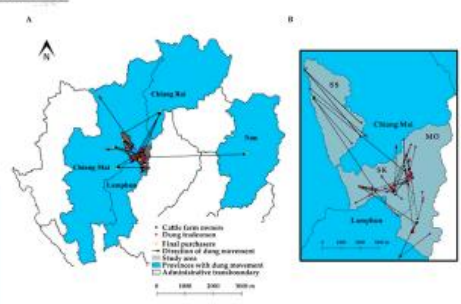 A
N
Chiang Rai
Nan
Chiang Mai
Lamphun
Cattle farm owners
Dung tradesmen
Final purchasers
Direction of dung movement
Study area
Provinces with dung movement
Administrative transboundary
0 1000 2000 3000 m
B
SS
Chiang Mai
MO
SK
Lamphun